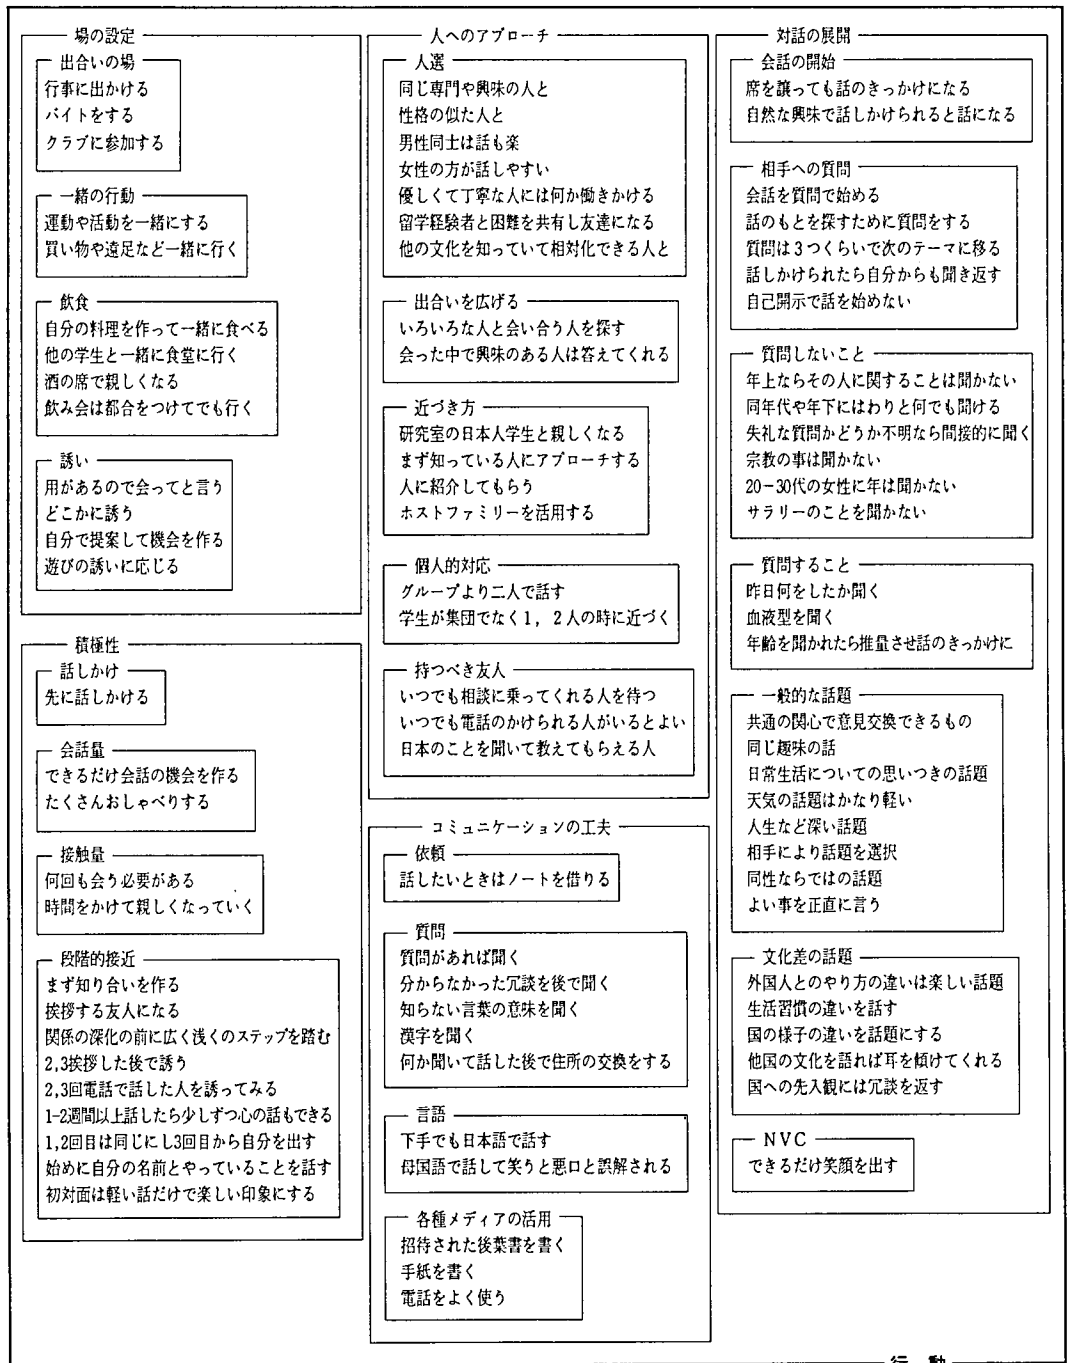 場の設定
出合いの場
行事に出かける
バイトをする
クラブに参加する
一緒の行動
運動や活動を一緒にする
買い物や遠足など一緒に行く
飲食
自分の料理を作って一緒に食べる
他の学生と一緒に食堂に行く
酒の席で親しくなる
飲み会は都合をつけてでも行く
誘い
用があるので会ってと言う
どこかに誘う
自分で提案して機会を作る
遊びの誘いに応じる
積極性
話しかけ
先に話しかける
会話量
できるだけ会話の機会を作る
たくさんおしゃべりする
接触量
何回も会う必要がある
時間をかけて親しくなっていく
段階的接近
まず知り合いを作る
挨拶する友人になる
関係の深化の前に広く浅くのステップを踏む
2,3挨拶した後で誘う
2,3回電話で話した人を誘ってみる
1-2週間以上話したら少しずつ心の話もできる
1,2回目は同じにし3回目から自分を出す
始めに自分の名前とやっていることを話す
初対面は軽い話だけで楽しい印象にする
人へのアプローチ
人選
同じ専門や興味の人と
性格の似た人と
男性同士は話も楽
女性の方が話しやすい
優しくて丁寧な人には何か働きかける
留学経験者と困難を共有し友達になる
他の文化を知っていて相対化できる人と
出合いを広げる
いろいろな人と会い合う人を探す
会った中で興味のある人は答えてくれる
近づき方
研究室の日本人学生と親しくなる
まず知っている人にアプローチする
人に紹介してもらう
ホストファミリーを活用する
個人的対応
グループより二人で話す
学生が集団でなく1, 2人の時に近づく
持つべき友人
いつでも相談に乗ってくれる人を待つ
いつでも電話のかけられる人がいるとよい
日本のことを聞いて教えてもらえる人
コミュニケーションの工夫
依頼
話したいときはノートを借りる
質問
質問があれば聞く
分からなかった冗談を後で聞く
知らない言葉の意味を聞く
漢字を聞く
何か聞いて話した後で住所の交換をする
言語
下手でも日本語で話す
母国語で話して笑うと悪口と誤解される
各種メディアの活用
招待された後葉書を書く
手紙を書く
電話をよく使う
対話の展開
会話の開始
席を譲っても話のきっかけになる
自然な興味で話しかけられると話になる
相手への質問
会話を質問で始める
話のもとを探すために質問をする
質問は3つくらいで次のテーマに移る
話しかけられたら自分からも聞き返す
自己開示で話を始めない
質問しないこと
年上ならその人に関することは聞かない
同年代や年下にはわりと何でも聞ける
失礼な質問かどうか不明なら間接的に聞く
宗教の事は聞かない
20-30代の女性に年は聞かない
サラリーのことを聞かない
質問すること
昨日何をしたか聞く
血液型を聞く
年齢を聞かれたら推量させ話のきっかけに
一般的な話題
共通の関心で意見交換できるもの
同じ趣味の話
日常生活についての思いつきの話題
天気の話題はかなり軽い
人生など深い話題
相手により話題を選択
同性ならではの話題
よい事を正直に言う
文化差の話題
外国人とのやり方の違いは楽しい話題
生活習慣の違いを話す
国の様子の違いを話題にする
他国の文化を語れば耳を傾けてくれる
国への先入観には冗談を返す
NVC
できるだけ笑顔を出す
行動